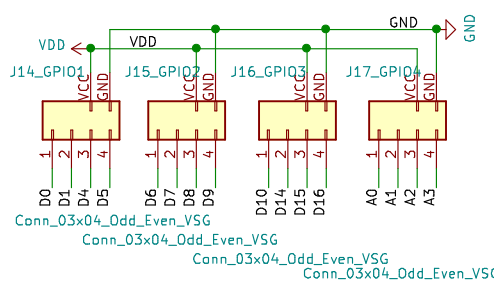 GND
GND
VDD
VDD
J14_GPIO1
J15_GPIO2
J16_GPIO3
J17_GPIO4
VCC
GND
VCC
GND
VCC
GND
VCC
GND
1 2 3 4
1 2 3 4
1 2 3 4
1 2 3 4
D0 D1 D4 D5
D6 D7 D8 D9
D10 D14 D15 D16
A0 A1 A2 A3
Conn_03x04_Odd_Even_VSG
Conn_03x04_Odd_Even_VSG
Conn_03x04_Odd_Even_VSG
Conn_03x04_Odd_Even_VSG